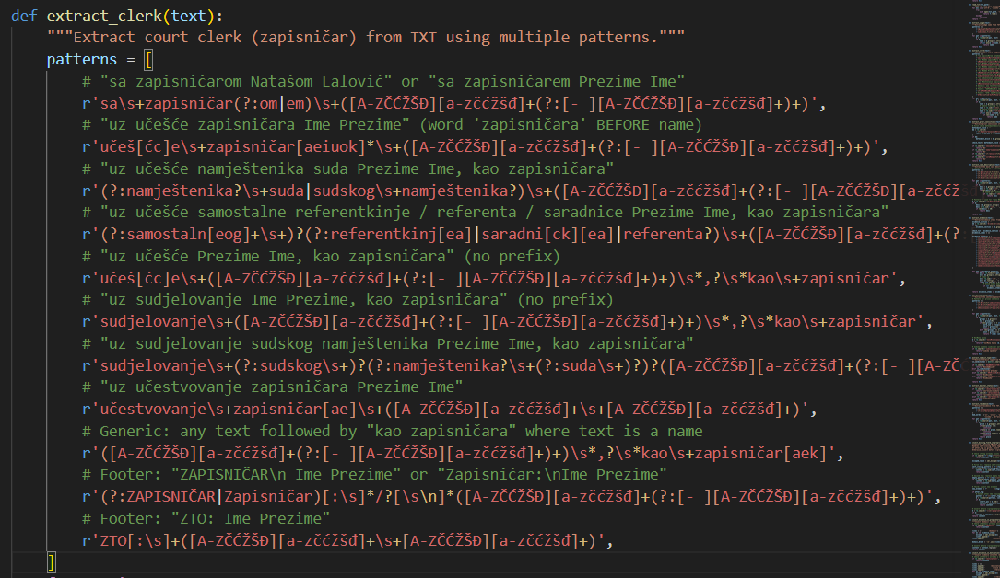 def extract_clerk(text):
    """Extract court clerk (zapisničar) from TXT using multiple patterns."""
    patterns = [
        # "sa zapisničarom Natašom Lalović" or "sa zapisničarem Prezime Ime"
        r'sa\s+zapisničar(?:om|em)\s+([A-ZČĆŽŠĐ][a-zčćžšđ]+(?:[- ][A-ZČĆŽŠĐ][a-zčćžšđ]+)+)',
        # "uz učešće zapisničara Ime Prezime" (word 'zapisničara' BEFORE name)
        r'učeš[ćc]e\s+zapisničar[aeiuok]*\s+([A-ZČĆŽŠĐ][a-zčćžšđ]+(?:[- ][A-ZČĆŽŠĐ][a-zčćžšđ]+)+)',
        # "uz učešće namještenika suda Prezime Ime, kao zapisničara"
        r'(?:namještenika?\s+suda|sudskog\s+namještenika?)\s+([A-ZČĆŽŠĐ][a-zčćžšđ]+(?:[- ][A-ZČĆŽŠĐ][a-zčćž
        # "uz učešće samostalne referentkinje / referenta / saradnice Prezime Ime, kao zapisničara"
        r'(?:samostaln[eog]+\s+)?(?:referentkinj[ea]|saradni[ck][ea]|referenta?)\s+([A-ZČĆŽŠĐ][a-zčćžšđ]+(?:
        # "uz učešće Prezime Ime, kao zapisničara" (no prefix)
        r'učeš[ćc]e\s+([A-ZČĆŽŠĐ][a-zčćžšđ]+(?:[- ][A-ZČĆŽŠĐ][a-zčćžšđ]+)+)\s*,?\s*kao\s+zapisničar',
        # "uz sudjelovanje Ime Prezime, kao zapisničara" (no prefix)
        r'sudjelovanje\s+([A-ZČĆŽŠĐ][a-zčćžšđ]+(?:[- ][A-ZČĆŽŠĐ][a-zčćžšđ]+)+)\s*,?\s*kao\s+zapisničar',
        # "uz sudjelovanje sudskog namještenika Prezime Ime, kao zapisničara"
        r'sudjelovanje\s+(?:sudskog\s+)?(?:namještenika?\s+(?:suda\s+)?)?([A-ZČĆŽŠĐ][a-zčćžšđ]+(?:[- ][A-ZČ
        # "uz učestvovanje zapisničara Prezime Ime"
        r'učestvovanje\s+zapisničar[ae]\s+([A-ZČĆŽŠĐ][a-zčćžšđ]+\s+[A-ZČĆŽŠĐ][a-zčćžšđ]+)',
        # Generic: any text followed by "kao zapisničara" where text is a name
        r'([A-ZČĆŽŠĐ][a-zčćžšđ]+(?:[- ][A-ZČĆŽŠĐ][a-zčćžšđ]+)+)\s*,?\s*kao\s+zapisničar[aek]',
        # Footer: "ZAPISNIČAR\n Ime Prezime" or "Zapisničar:\nIme Prezime"
        r'(?:ZAPISNIČAR|Zapisničar)[:\s]*/?[\s\n]*([A-ZČĆŽŠĐ][a-zčćžšđ]+(?:[- ][A-ZČĆŽŠĐ][a-zčćžšđ]+)+)',
        # Footer: "ZTO: Ime Prezime"
        r'ZTO[:\s]+([A-ZČĆŽŠĐ][a-zčćžšđ]+\s+[A-ZČĆŽŠĐ][a-zčćžšđ]+)',
    ]